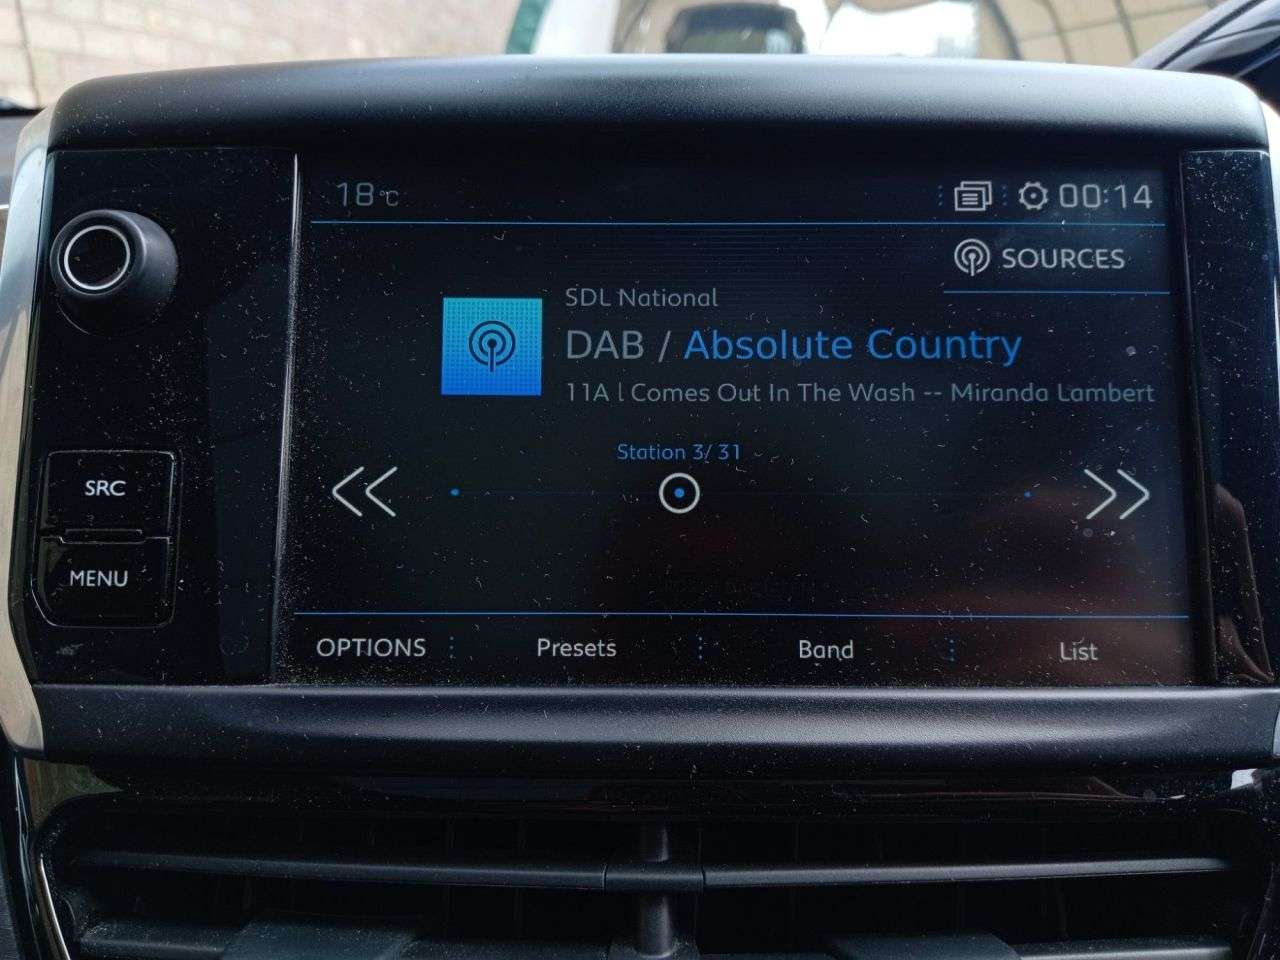 18°C
00:14
SOURCES
SDL National
DAB / Absolute Country
11A | Comes Out In The Wash -- Miranda Lambert
Station 3/ 31
SRC
MENU
OPTIONS
Presets
Band
List